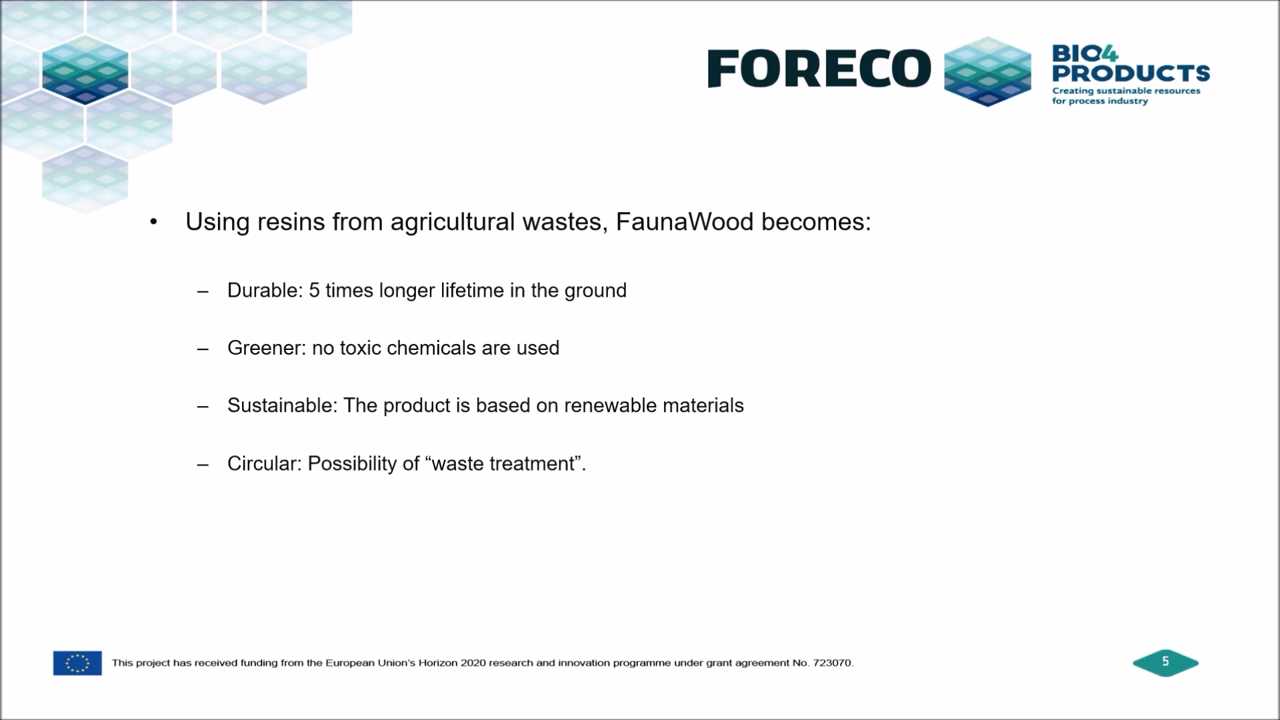 FORECO
BIO4
PRODUCTS
Creating sustainable resources
for process industry
• Using resins from agricultural wastes, FaunaWood becomes:
– Durable: 5 times longer lifetime in the ground
– Greener: no toxic chemicals are used
– Sustainable: The product is based on renewable materials
– Circular: Possibility of “waste treatment”.
This project has received funding from the European Union’s Horizon 2020 research and innovation programme under grant agreement No. 723070.
5